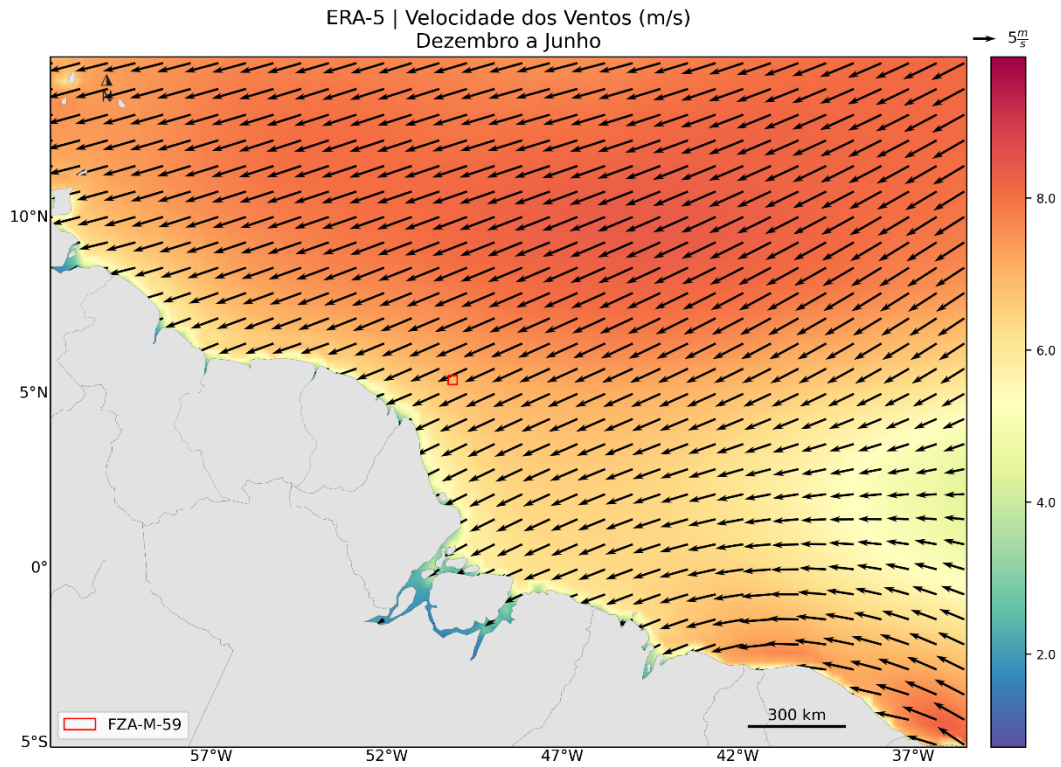 ERA-5 | Velocidade dos Ventos (m/s)
Dezembro a Junho
5 m/s
N
10°N
5°N
0°
5°S
57°W
52°W
47°W
42°W
37°W
8.0
6.0
4.0
2.0
FZA-M-59
300 km